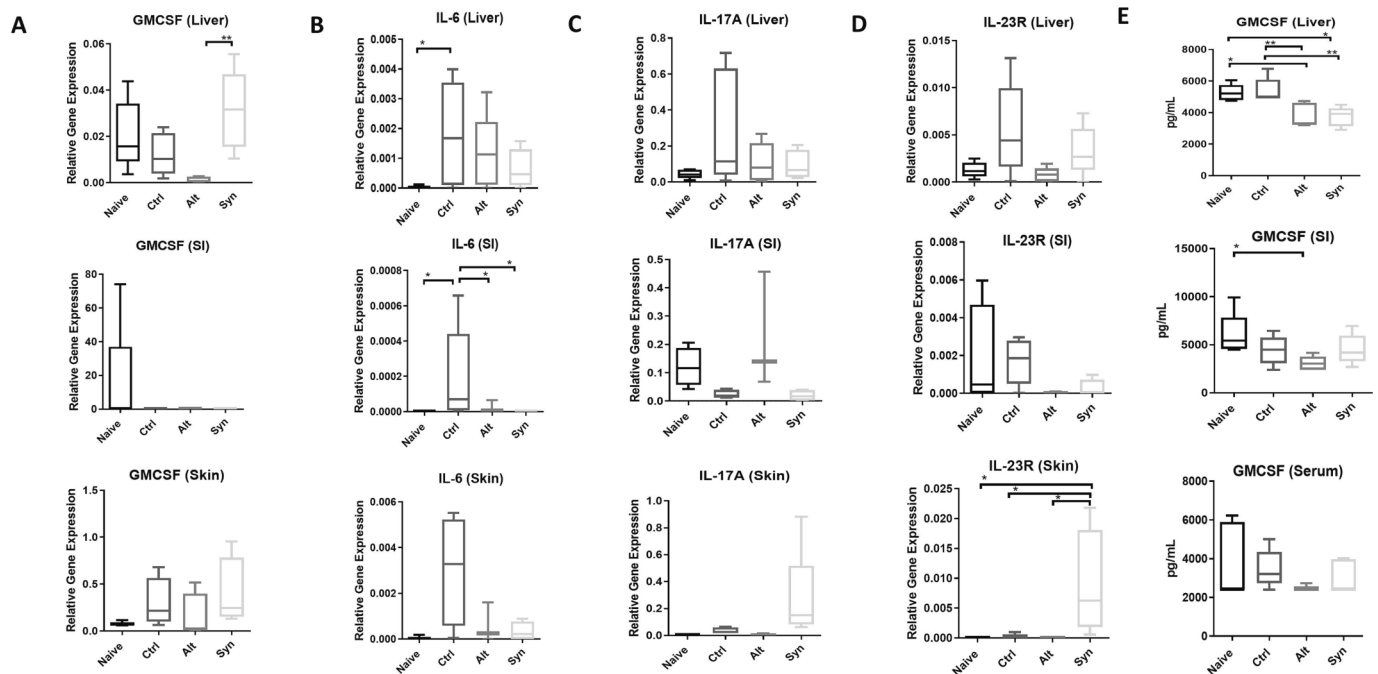 A
GMCSF (Liver)
Relative Gene Expression
0.06
0.04
0.02
0.00
**
Naive Ctrl Alt Syn
GMCSF (SI)
Relative Gene Expression
80
60
40
20
0
Naive Ctrl Alt Syn
GMCSF (Skin)
Relative Gene Expression
1.5
1.0
0.5
0.0
Naive Ctrl Alt Syn
B
IL-6 (Liver)
Relative Gene Expression
0.005
0.004
0.003
0.002
0.001
0.000
*
Naive Ctrl Alt Syn
IL-6 (SI)
Relative Gene Expression
0.0008
0.0006
0.0004
0.0002
0.0000
*
*
*
Naive Ctrl Alt Syn
IL-6 (Skin)
Relative Gene Expression
0.006
0.004
0.002
0.000
Naive Ctrl Alt Syn
C
IL-17A (Liver)
Relative Gene Expression
0.8
0.6
0.4
0.2
0.0
Naive Ctrl Alt Syn
IL-17A (SI)
Relative Gene Expression
0.5
0.4
0.3
0.2
0.1
0.0
Naive Ctrl Alt Syn
IL-17A (Skin)
Relative Gene Expression
1.0
0.8
0.6
0.4
0.2
0.0
Naive Ctrl Alt Syn
D
IL-23R (Liver)
Relative Gene Expression
0.015
0.010
0.005
0.000
Naive Ctrl Alt Syn
IL-23R (SI)
Relative Gene Expression
0.008
0.006
0.004
0.002
0.000
Naive Ctrl Alt Syn
IL-23R (Skin)
Relative Gene Expression
0.025
0.020
0.015
0.010
0.005
0.000
*
*
*
Naive Ctrl Alt Syn
E
GMCSF (Liver)
pg/mL
8000
6000
4000
2000
0
*
**
**
*
Naive Ctrl Alt Syn
GMCSF (SI)
pg/mL
15000
10000
5000
0
*
Naive Ctrl Alt Syn
GMCSF (Serum)
pg/mL
8000
6000
4000
2000
0
Naive Ctrl Alt Syn